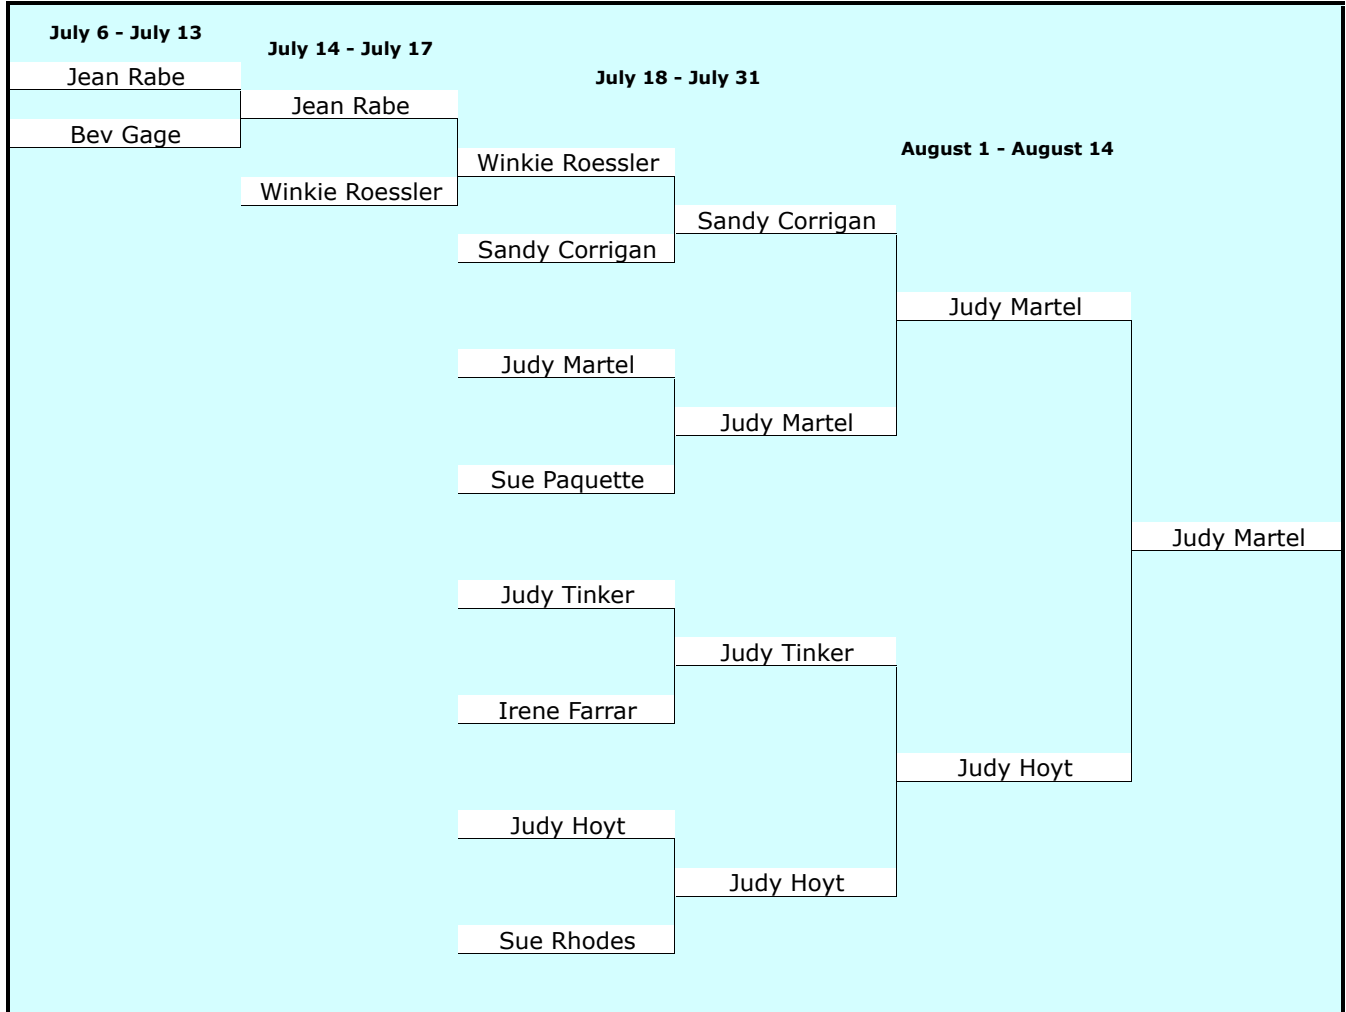 July 6 - July 13
July 14 - July 17
July 18 - July 31
August 1 - August 14
Jean Rabe
Bev Gage
Jean Rabe
Winkie Roessler
Winkie Roessler
Sandy Corrigan
Judy Martel
Sue Paquette
Judy Tinker
Irene Farrar
Judy Hoyt
Sue Rhodes
Sandy Corrigan
Judy Martel
Judy Tinker
Judy Hoyt
Judy Martel
Judy Hoyt
Judy Martel